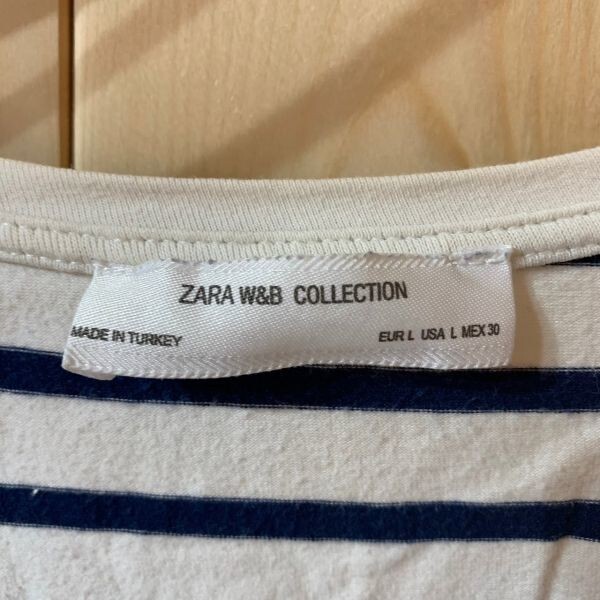 ZARA W&B COLLECTION
MADE IN TURKEY
EUR L USA L MEX 30